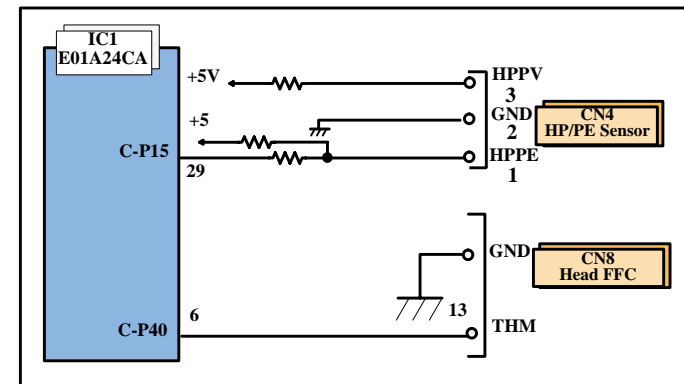 IC1
E01A24CA
+5V
HPPV
3
GND
2
CN4
HP/PE Sensor
+5
C-P15
29
HPPE
1
GND
CN8
Head FFC
13
6
C-P40
THM